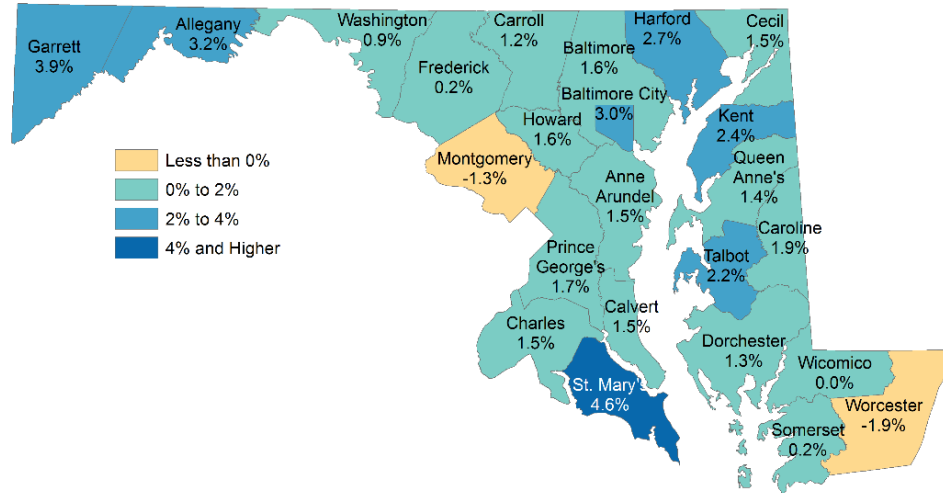 Garrett
3.9%
Allegany
3.2%
Washington
0.9%
Frederick
0.2%
Carroll
1.2%
Baltimore
1.6%
Harford
2.7%
Cecil
1.5%
Baltimore City
3.0%
Howard
1.6%
Kent
2.4%
Montgomery
-1.3%
Anne
Arundel
1.5%
Queen
Anne's
1.4%
Caroline
1.9%
Talbot
2.2%
Prince
George's
1.7%
Calvert
1.5%
Charles
1.5%
St. Mary's
4.6%
Dorchester
1.3%
Wicomico
0.0%
Somerset
0.2%
Worcester
-1.9%
Less than 0%
0% to 2%
2% to 4%
4% and Higher